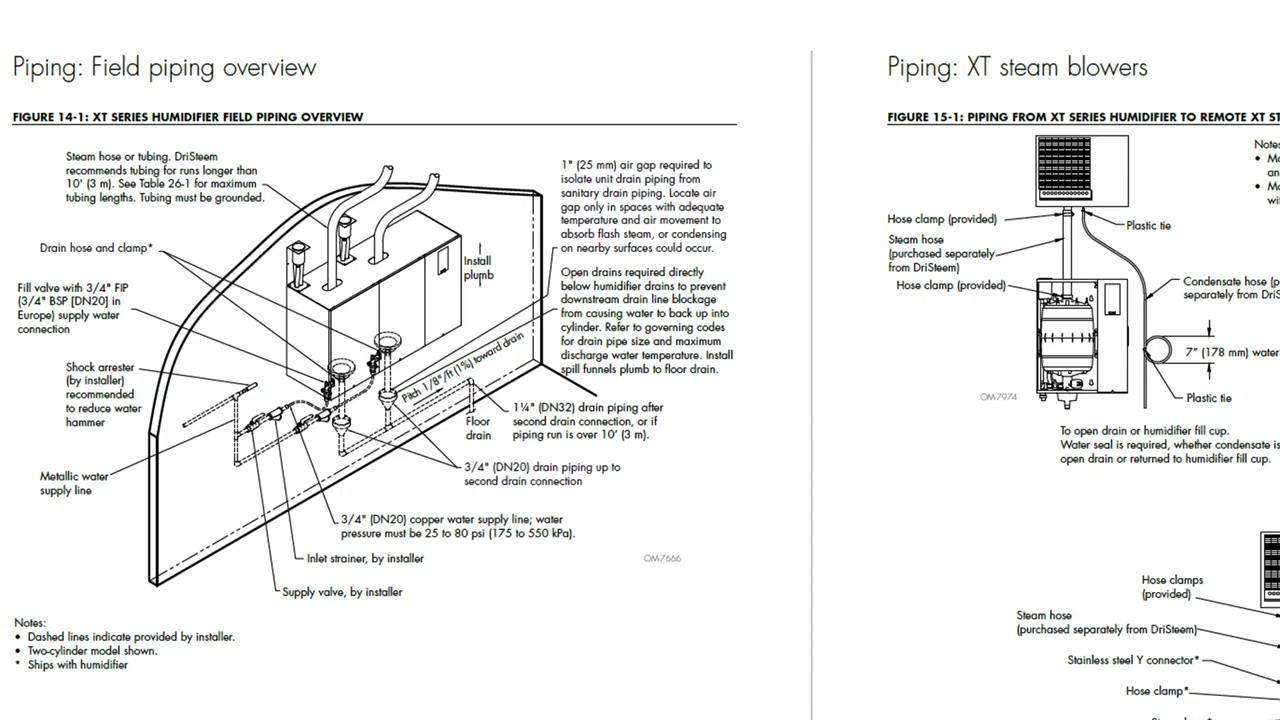 Piping: Field piping overview
FIGURE 14-1: XT SERIES HUMIDIFIER FIELD PIPING OVERVIEW
Steam hose or tubing. DriSteem
recommends tubing for runs longer than
10' (3 m). See Table 26-1 for maximum
tubing lengths. Tubing must be grounded.
Drain hose and clamp*
Fill valve with 3/4" FIP
(3/4" BSP [DN20] in
Europe) supply water
connection
Shock arrester
(by installer)
recommended
to reduce water
hammer
Metallic water
supply line
1" (25 mm) air gap required to
isolate unit drain piping from
sanitary drain piping. Locate air
gap only in spaces with adequate
temperature and air movement to
absorb flash steam, or condensing
on nearby surfaces could occur.
Install
plumb
Open drains required directly
below humidifier drains to prevent
downstream drain line blockage
from causing water to back up into
cylinder. Refer to governing codes
for drain pipe size and maximum
discharge water temperature. Install
spill funnels plumb to floor drain.
Pitch 1/8"/ft (1%) toward drain
Floor
drain
1¼" (DN32) drain piping after
second drain connection, or if
piping run is over 10' (3 m).
3/4" (DN20) drain piping up to
second drain connection
3/4" (DN20) copper water supply line; water
pressure must be 25 to 80 psi (175 to 550 kPa).
Inlet strainer, by installer
Supply valve, by installer
OM-7666
Notes:
• Dashed lines indicate provided by installer.
• Two-cylinder model shown.
* Ships with humidifier
Piping: XT steam blowers
FIGURE 15-1: PIPING FROM XT SERIES HUMIDIFIER TO REMOTE XT ST
Notes
• Mo
an
• Mo
wit
Hose clamp (provided)
Plastic tie
Steam hose
(purchased separately
from DriSteem)
Hose clamp (provided)
Condensate hose (p
separately from DriS
7" (178 mm) water
OM-7974
Plastic tie
To open drain or humidifier fill cup.
Water seal is required, whether condensate is
open drain or returned to humidifier fill cup.
Hose clamps
(provided)
Steam hose
(purchased separately from DriSteem)
Stainless steel Y connector*
Hose clamp*